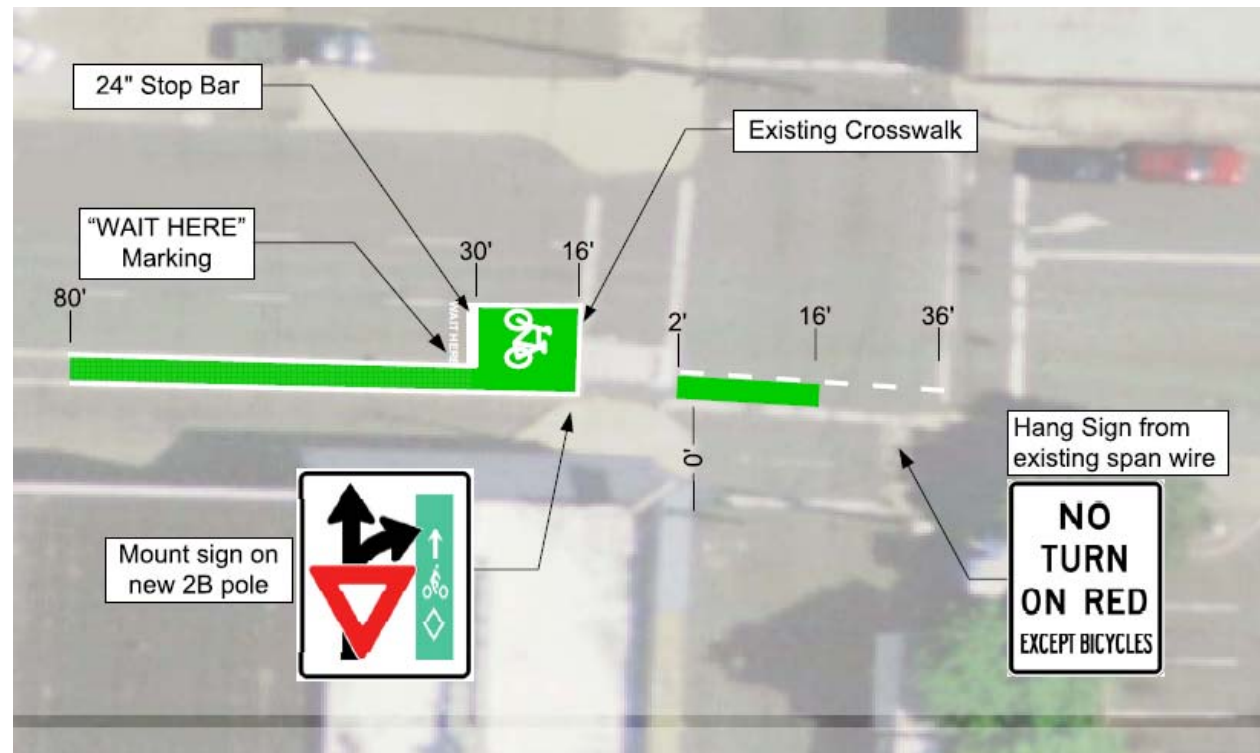 24" Stop Bar
Existing Crosswalk
“WAIT HERE”
Marking
30'
16'
80'
WAIT HERE
2'
16'
36'
0'
Hang Sign from
existing span wire
Mount sign on
new 2B pole
NO
TURN
ON RED
EXCEPT BICYCLES